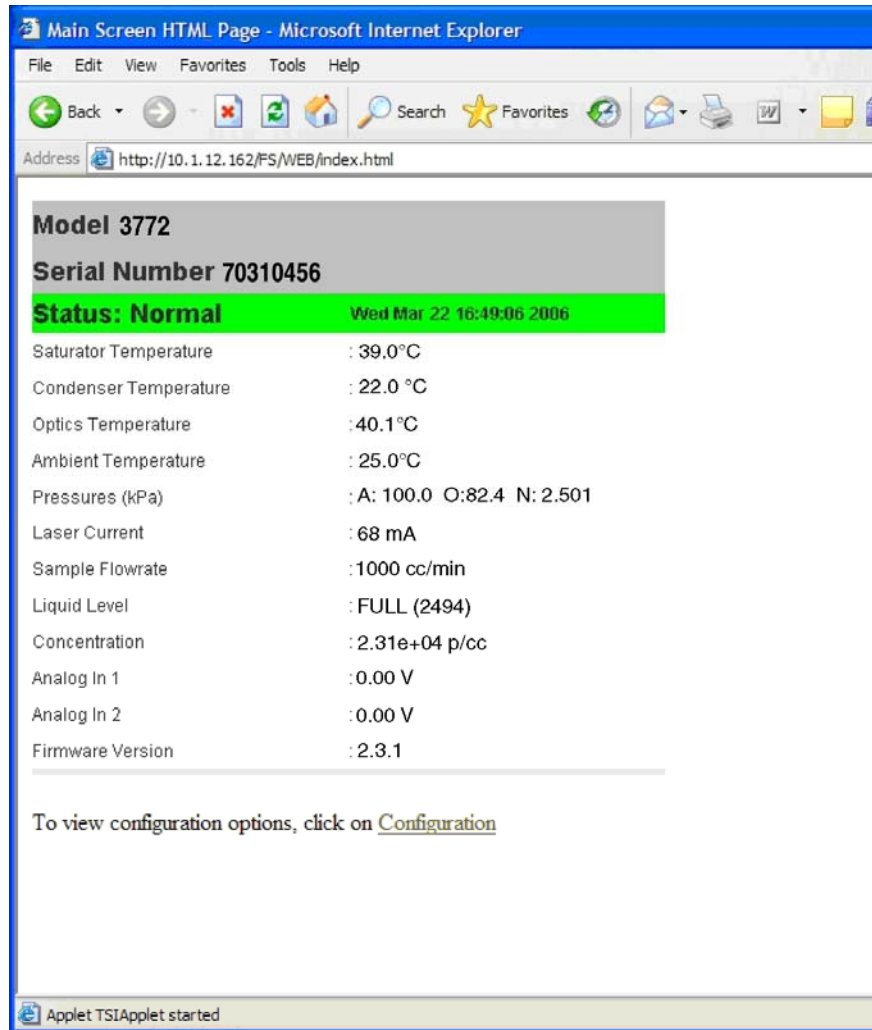 Main Screen HTML Page - Microsoft Internet Explorer
File Edit View Favorites Tools Help
Back Search Favorites W
Address http://10.1.12.162/FS/WEB/index.html
Model 3772
Serial Number 70310456
Status: Normal Wed Mar 22 16:49:06 2006
Saturator Temperature : 39.0°C
Condenser Temperature : 22.0 °C
Optics Temperature :40.1°C
Ambient Temperature : 25.0°C
Pressures (kPa) : A: 100.0 O:82.4 N: 2.501
Laser Current : 68 mA
Sample Flowrate :1000 cc/min
Liquid Level : FULL (2494)
Concentration : 2.31e+04 p/cc
Analog In 1 :0.00 V
Analog In 2 :0.00 V
Firmware Version : 2.3.1
To view configuration options, click on Configuration
Applet TSIApplet started